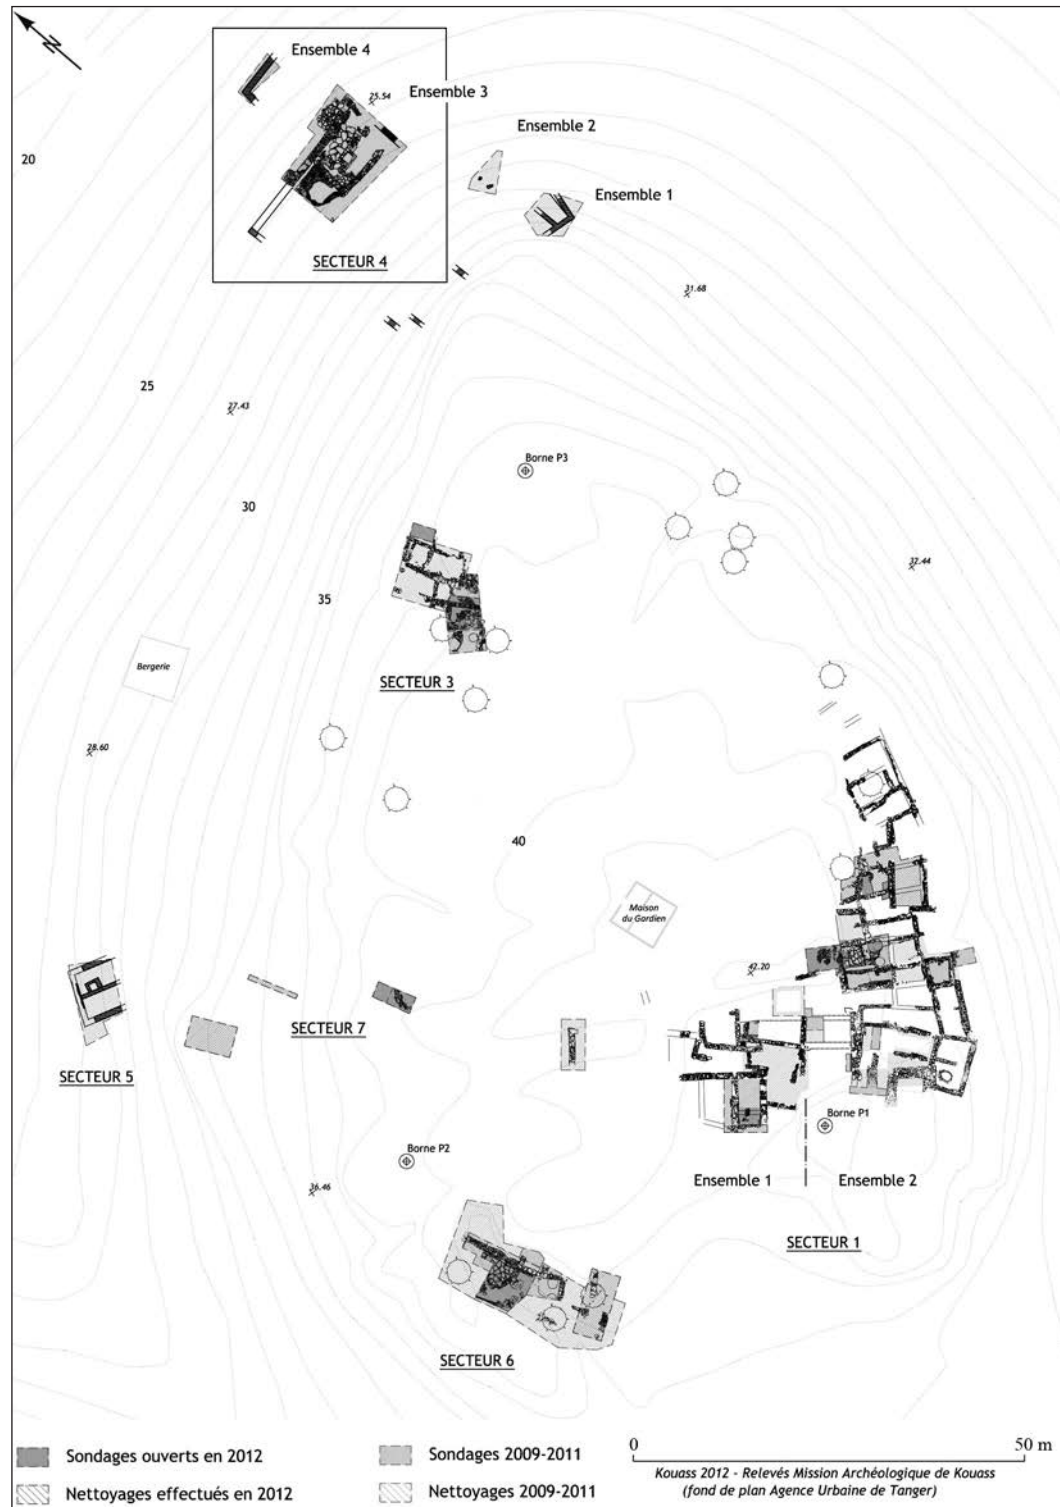 N
Ensemble 4
25.54
Ensemble 3
Ensemble 2
20
Ensemble 1
SECTEUR 4
31.68
25
27.43
Borne P3
30
32.44
35
Bergerie
SECTEUR 3
28.60
40
Maison
du Gardien
42.20
SECTEUR 7
SECTEUR 5
Borne P1
Borne P2
36.46
Ensemble 1
Ensemble 2
SECTEUR 1
SECTEUR 6
Sondages ouverts en 2012
Sondages 2009-2011
0
50 m
Nettoyages effectués en 2012
Nettoyages 2009-2011
Kouass 2012 - Relevés Mission Archéologique de Kouass
(fond de plan Agence Urbaine de Tanger)